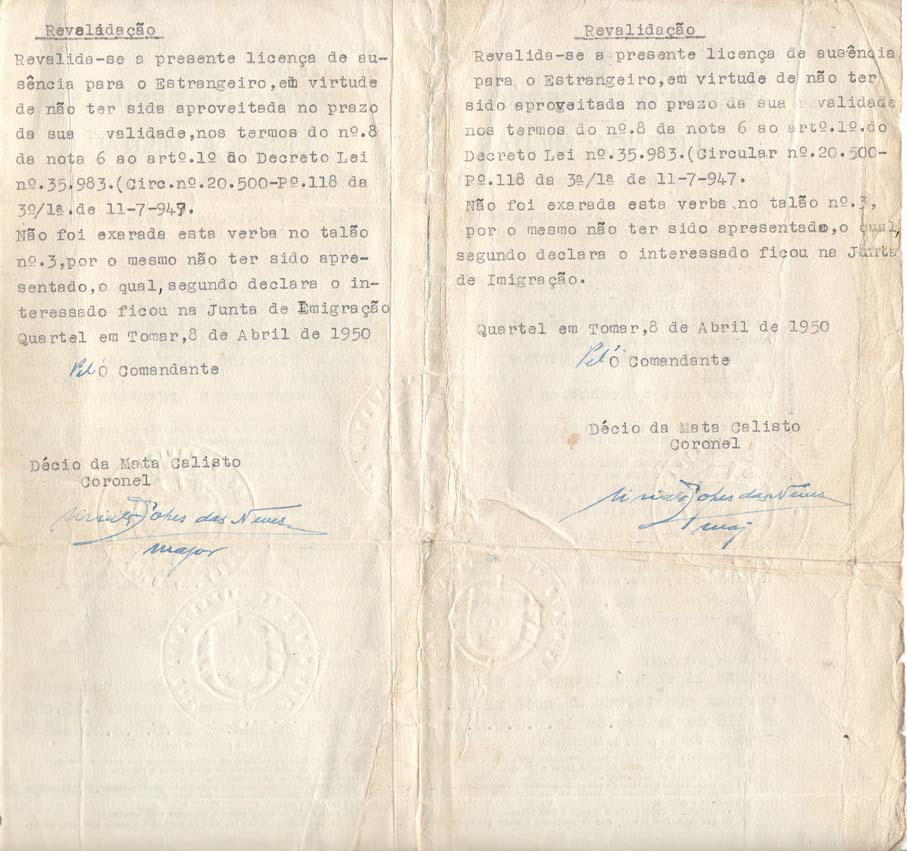 Revalidação
Revalida-se a presente licença de au-
sência para o Estrangeiro,em virtude
de não ter sida aproveitada no prazo
da sua validade,nos termos do nº.8
da nota 6 ao artº.1º do Decreto Lei
nº.35.983.(Circ.nº.20.500-Pº.118 da
3º/1ª.de 11-7-947.
Não foi exarada esta verba no talão
nº.3,por o mesmo não ter sido apre-
sentado,o qual,segundo declara o in-
teressado ficou na Junta de Emigração
Quartel em Tomar,8 de Abril de 1950
Pel'O Comandante
Décio da Mata Calisto
Coronel
das Neves
major
Revalidação
Revalida-se a presente licença de ausência
para o Estrangeiro,em virtude de não ter
sido aproveitada no prazo da sua validade
nos termos do nº.8 da nota 6 ao artº.1º.do
Decreto Lei nº.35.983.(Circular nº.20.500-
Pº.118 da 3ª/1ª de 11-7-947.
Não foi exarada esta verba no talão nº.3,
por o mesmo não ter sido apresentado,o qual,
segundo declara o interessado ficou na Junta
de Imigração.
Quartel em Tomar,8 de Abril de 1950
Pel'O Comandante
Décio da Mata Calisto
Coronel
das Neves
maj